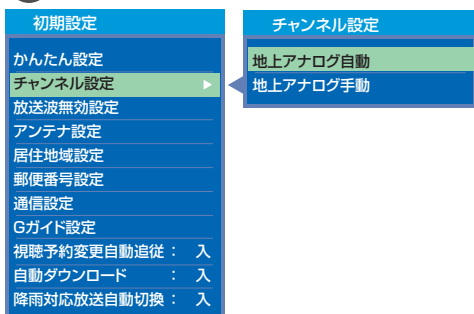 初期設定
かんたん設定
チャンネル設定
放送波無効設定
アンテナ設定
居住地域設定
郵便番号設定
通信設定
Gガイド設定
視聴予約変更自動追従： 入
自動ダウンロード ： 入
降雨対応放送自動切換： 入
チャンネル設定
地上アナログ自動
地上アナログ手動